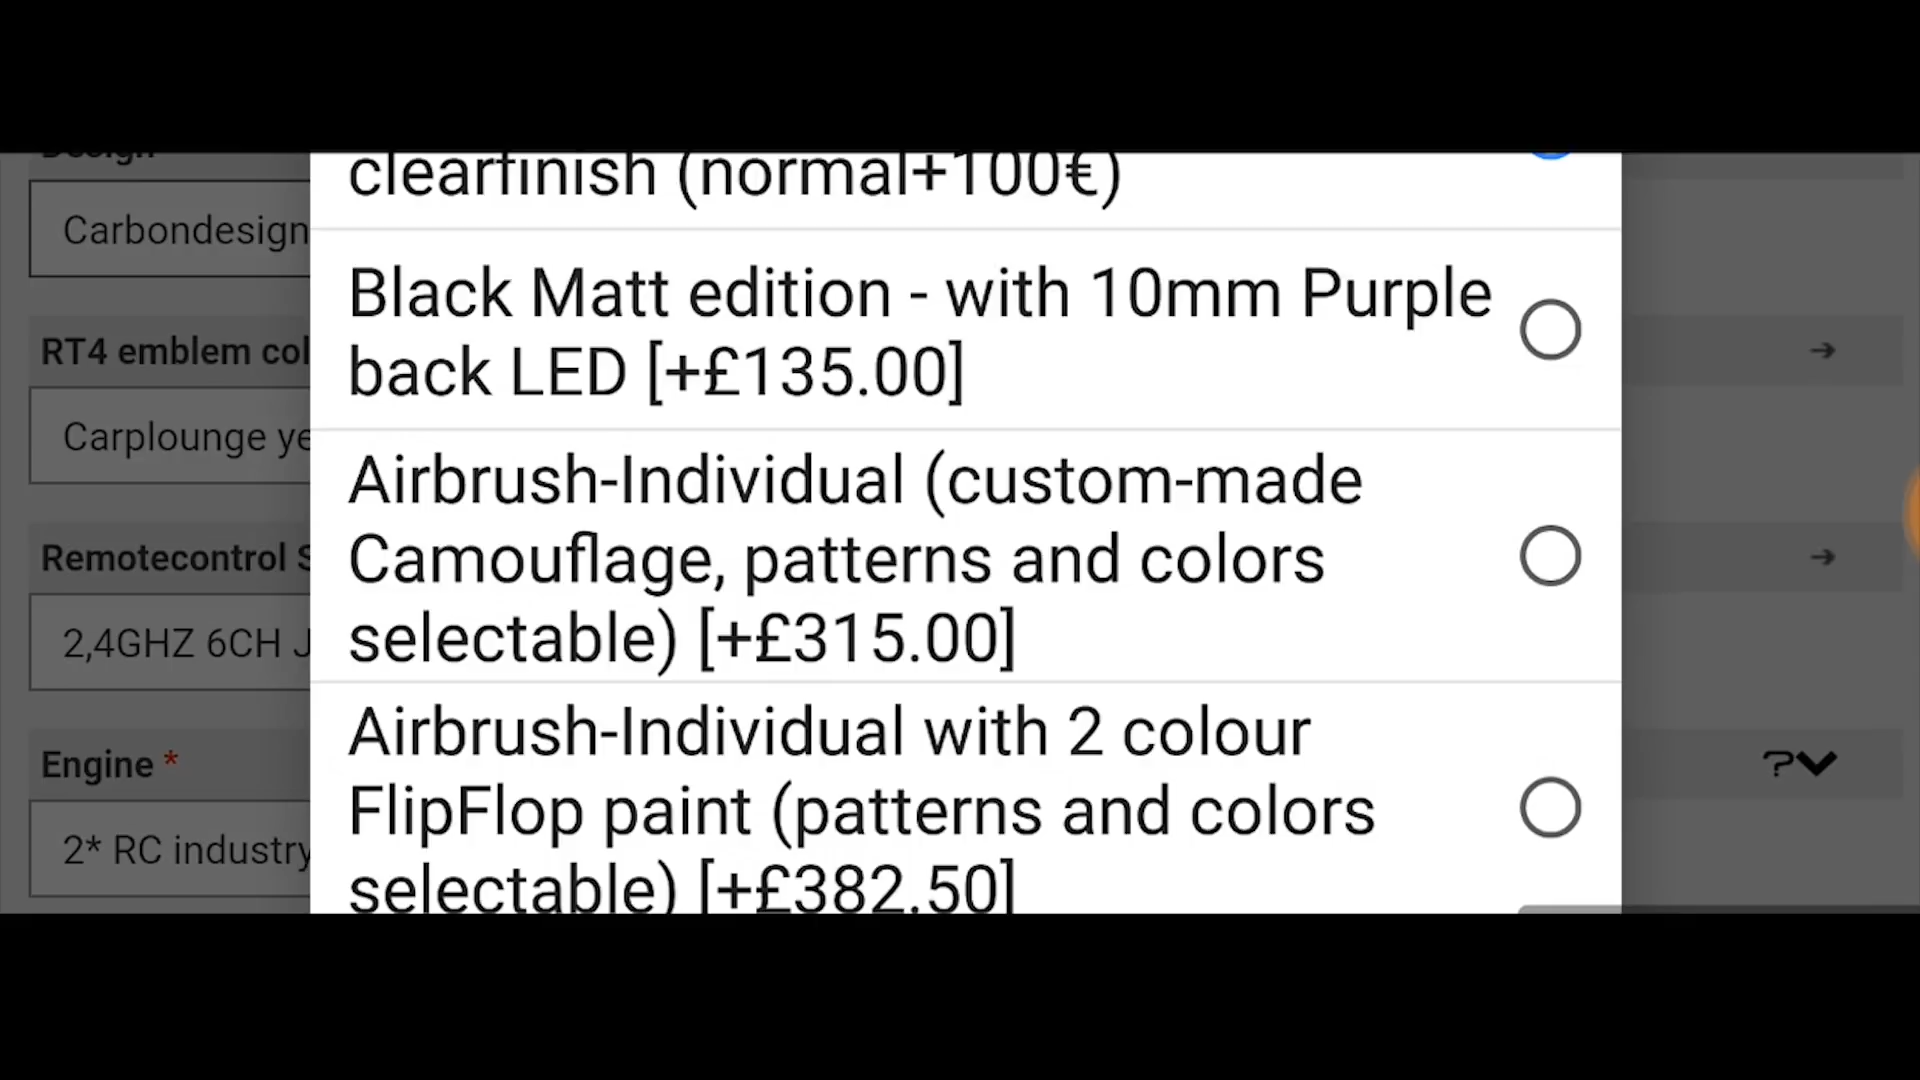 Design
Carbondesign
RT4 emblem col
Carplounge ye
Remotecontrol S
2,4GHZ 6CH J
Engine *
2* RC industry
clearfinish (normal+100€)
Black Matt edition - with 10mm Purple
back LED [+£135.00]
Airbrush-Individual (custom-made
Camouflage, patterns and colors
selectable) [+£315.00]
Airbrush-Individual with 2 colour
FlipFlop paint (patterns and colors
selectable) [+£382.50]